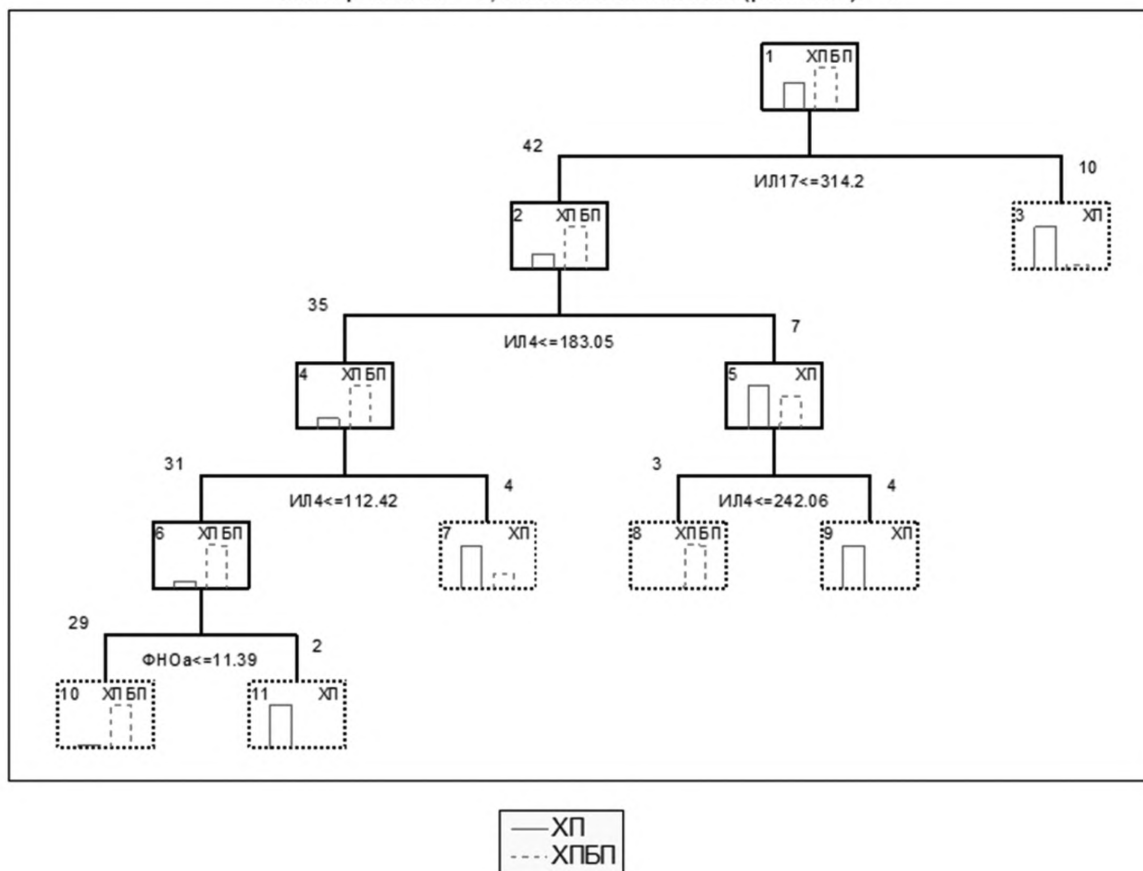 1 ХПБП
42
10
ИЛ17<=314.2
2 ХПБП
3 ХП
35
7
ИЛ4<=183.05
4 ХПБП
5 ХП
31
4
3
4
ИЛ4<=112.42
ИЛ4<=242.06
6 ХПБП
7 ХП
8 ХПБП
9 ХП
29
2
ФНОа<=11.39
10 ХПБП
11 ХП
ХП
ХПБП